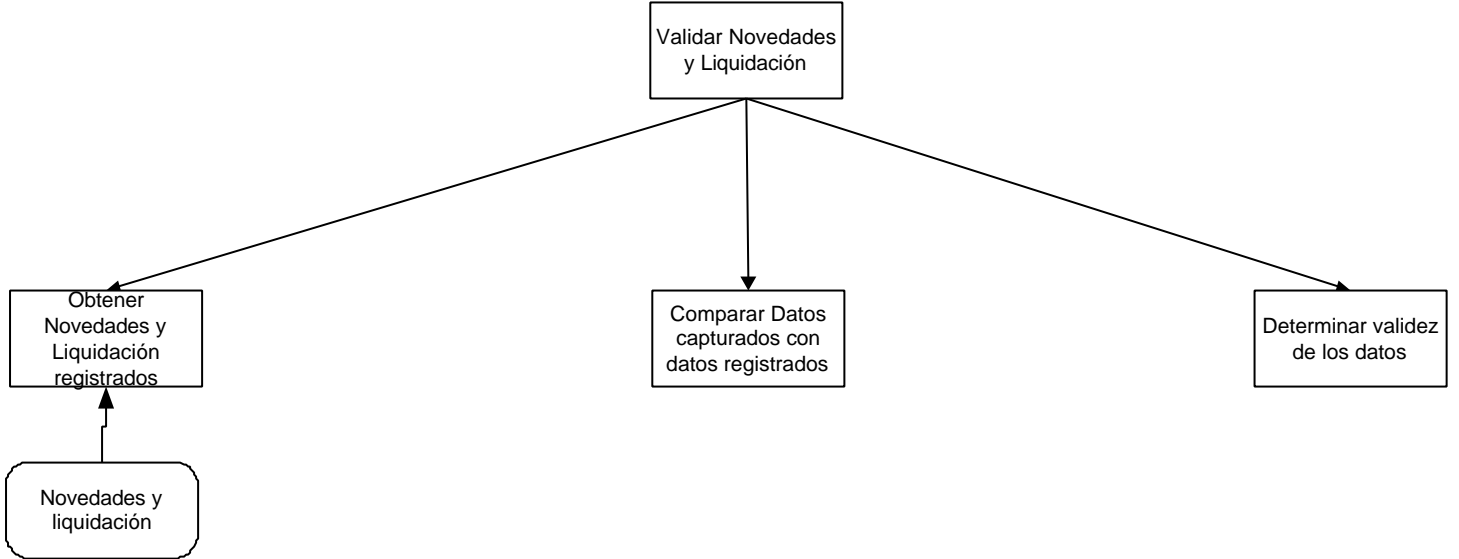 Validar Novedades
y Liquidación
Obtener
Novedades y
Liquidación
registrados
Comparar Datos
capturados con
datos registrados
Determinar validez
de los datos
Novedades y
liquidación